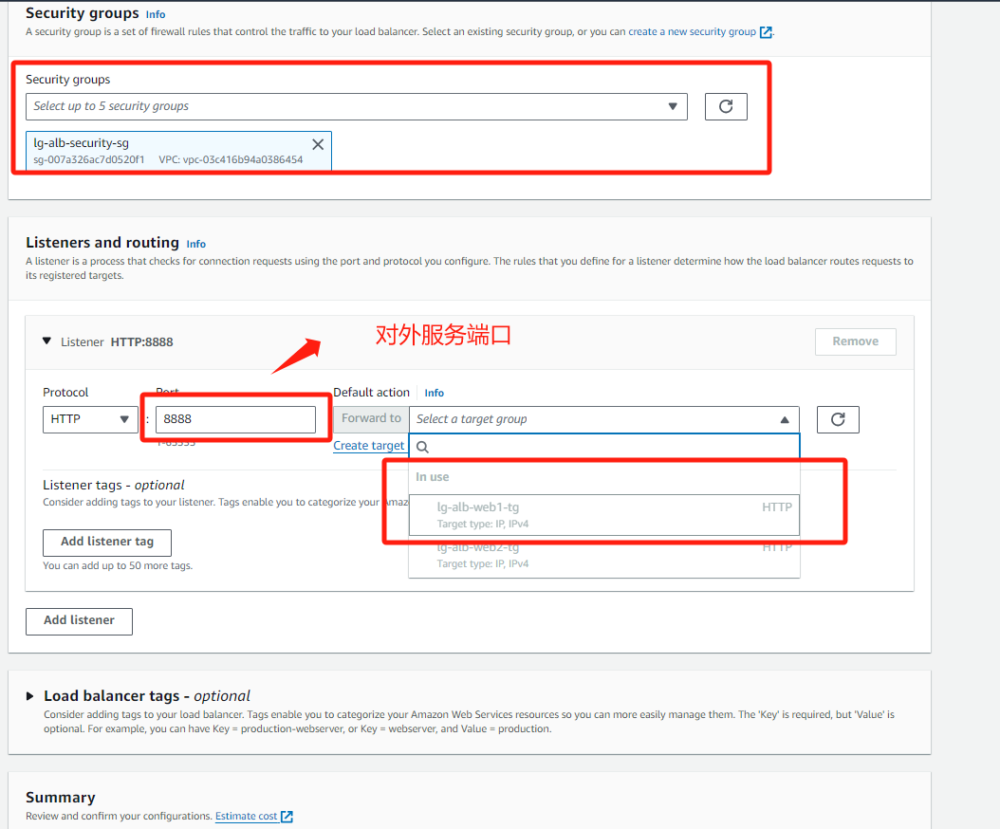 Security groups Info
A security group is a set of firewall rules that control the traffic to your load balancer. Select an existing security group, or you can create a new security group.
Security groups
Select up to 5 security groups
lg-alb-security-sg
sg-007a326ac7d0520f1 VPC: vpc-03c416b94a0386454
Listeners and routing Info
A listener is a process that checks for connection requests using the port and protocol you configure. The rules that you define for a listener determine how the load balancer routes requests to
its registered targets.
Listener HTTP:8888
对外服务端口
Remove
Protocol Port Default action Info
HTTP : 8888 Forward to Select a target group
1-65535 Create target
In use
Listener tags - optional
Consider adding tags to your listener. Tags enable you to categorize your Amaz
lg-alb-web1-tg HTTP
Target type: IP, IPv4
Add listener tag
lg-alb-web2-tg HTTP
Target type: IP, IPv4
You can add up to 50 more tags.
Add listener
Load balancer tags - optional
Consider adding tags to your load balancer. Tags enable you to categorize your Amazon Web Services resources so you can more easily manage them. The 'Key' is required, but 'Value' is
optional. For example, you can have Key = production-webserver, or Key = webserver, and Value = production.
Summary
Review and confirm your configurations. Estimate cost